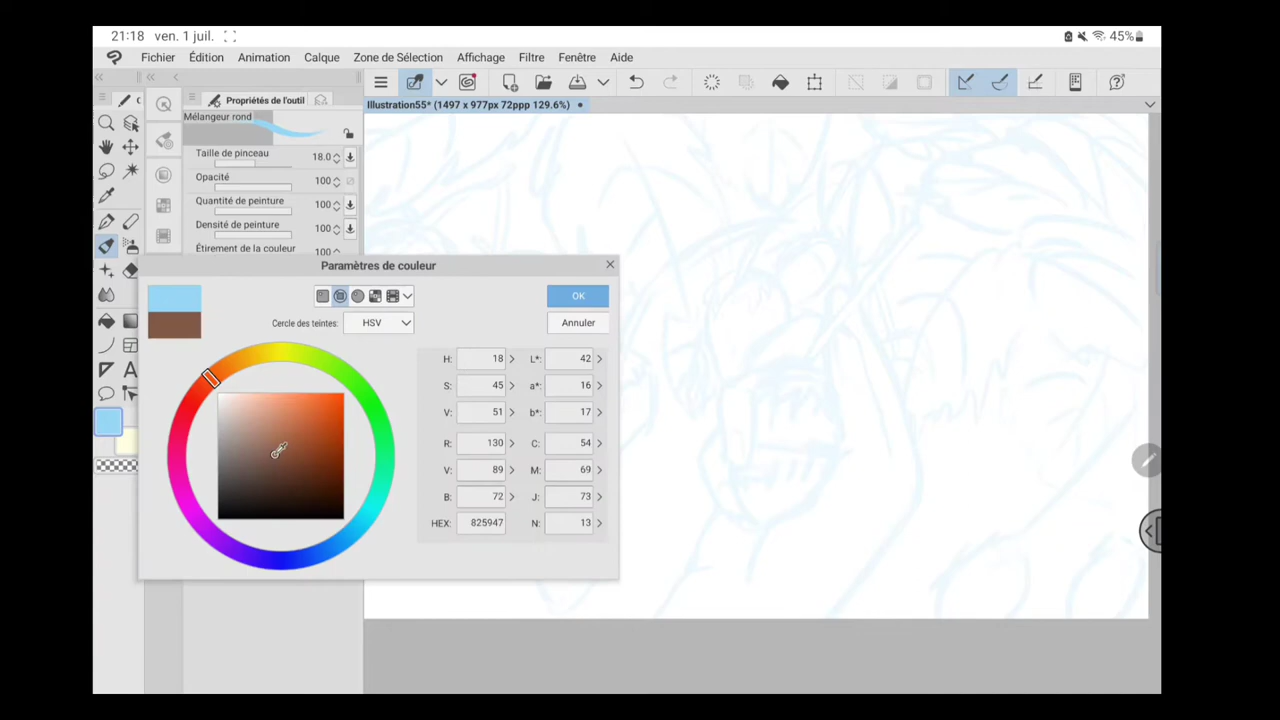 21:18 ven. 1 juil. 45%
Fichier Édition Animation Calque Zone de Sélection Affichage Filtre Fenêtre Aide
Propriétés de l'outil
Illustration55* (1497 x 977px 72ppp 129.6%)
Mélangeur rond
Taille de pinceau 18.0
Opacité 100
Quantité de peinture 100
Densité de peinture 100
Étirement de la couleur 100
Paramètres de couleur
OK
Cercle des teintes: HSV Annuler
H: 18 L*: 42
S: 45 a*: 16
V: 51 b*: 17
R: 130 C: 54
V: 89 M: 69
B: 72 J: 73
HEX: 825947 N: 13